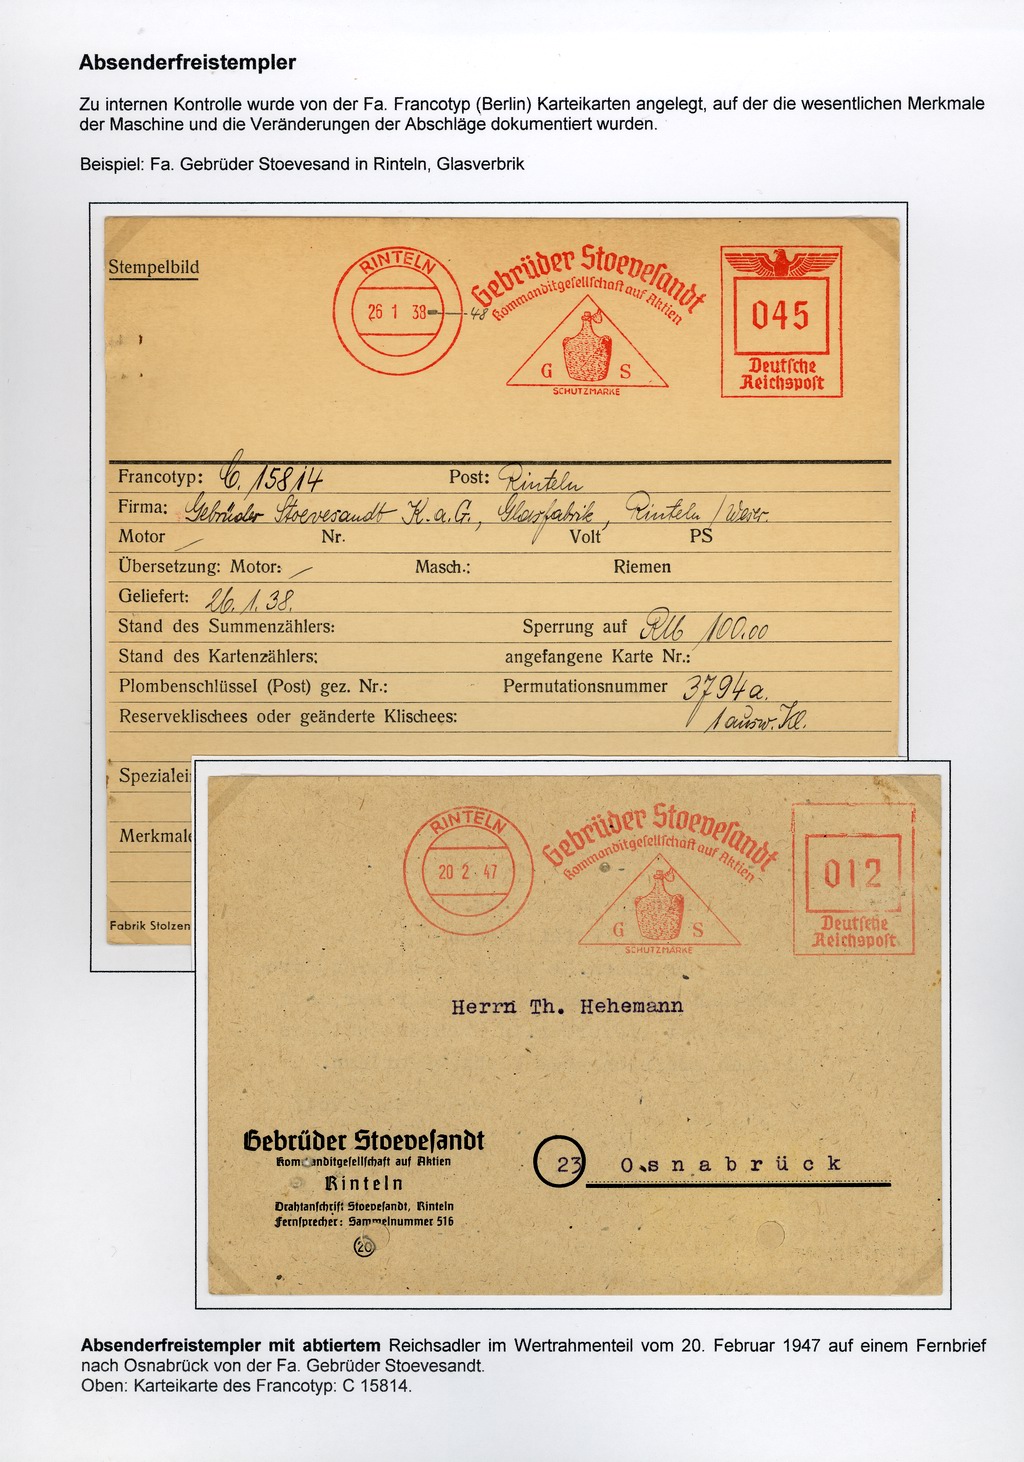 Absenderfreistempler
Zu internen Kontrolle wurde von der Fa. Francotyp (Berlin) Karteikarten angelegt, auf der die wesentlichen Merkmale
der Maschine und die Veränderungen der Abschläge dokumentiert wurden.
Beispiel: Fa. Gebrüder Stoevesand in Rinteln, Glasverbrik
Stempelbild
RINTELN
26 1 38 - 48
Gebrüder Stoevesandt
Kommanditgesellschaft auf Aktien
G S
SCHUTZMARKE
045
Deutsche
Reichspost
Francotyp: C. 15814 Post: Rinteln
Firma: Gebrüder Stoevesandt K.a.G., Glasfabrik, Rinteln / Weser.
Motor Nr. Volt PS
Übersetzung: Motor: Masch.: Riemen
Geliefert: 26.1.38.
Stand des Summenzählers: Sperrung auf RM 100.00
Stand des Kartenzählers: angefangene Karte Nr.:
Plombenschlüssel (Post) gez. Nr.: Permutationsnummer 3794a.
Reserveklischees oder geänderte Klischees: 1 ausw. Kl.
Spezialei
Merkmale
Fabrik Stolzen
RINTELN
20 2 47
Gebrüder Stoevesandt
Kommanditgesellschaft auf Aktien
G S
SCHUTZMARKE
012
Deutsche
Reichspost
Herrn Th. Hehemann
Gebrüder Stoevesandt
Kommanditgesellschaft auf Aktien
Rinteln
Drahtanschrift Stoevesandt, Rinteln
Fernsprecher: Sammelnummer 516
20
23 Osnabrück
Absenderfreistempler mit abtiertem Reichsadler im Wertrahmenteil vom 20. Februar 1947 auf einem Fernbrief
nach Osnabrück von der Fa. Gebrüder Stoevesandt.
Oben: Karteikarte des Francotyp: C 15814.